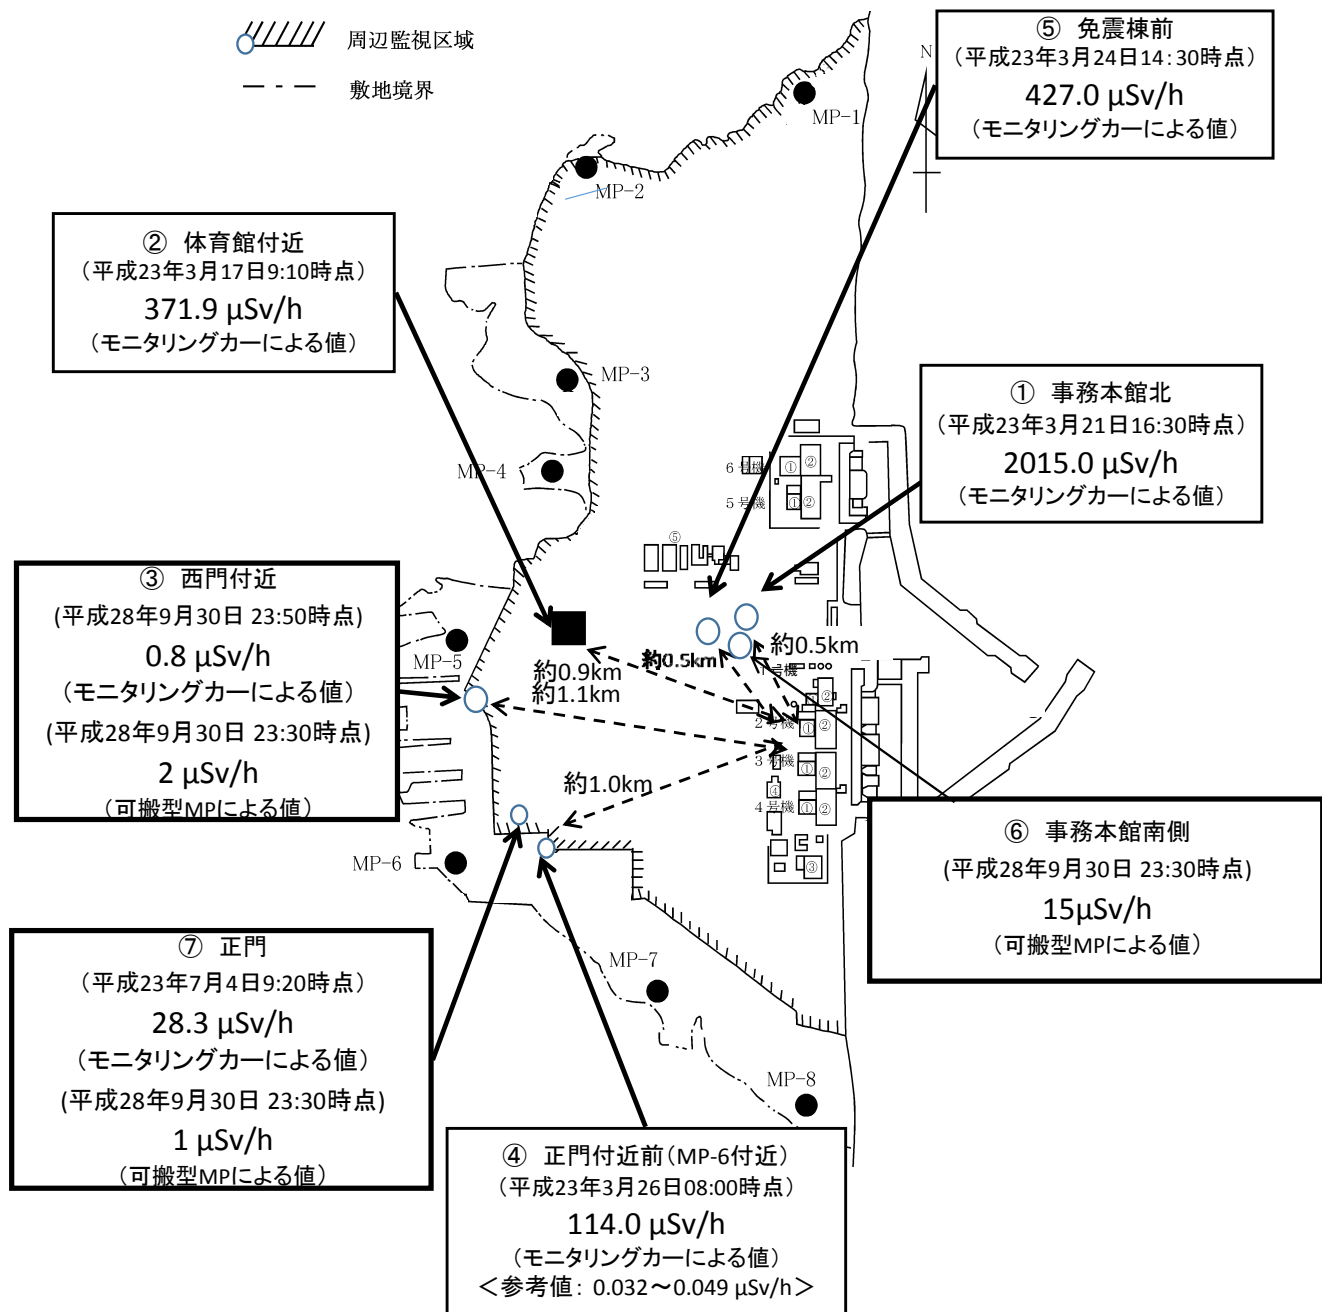 周辺監視区域
敷地境界
⑤ 免震棟前
(平成23年3月24日14:30時点)
427.0 μSv/h
(モニタリングカーによる値)
N
MP-1
MP-2
② 体育館付近
(平成23年3月17日9:10時点)
371.9 μSv/h
(モニタリングカーによる値)
MP-3
① 事務本館北
(平成23年3月21日16:30時点)
2015.0 μSv/h
(モニタリングカーによる値)
MP-4
6号機
① ②
5号機
① ②
⑤
③ 西門付近
(平成28年9月30日 23:50時点)
0.8 μSv/h
(モニタリングカーによる値)
(平成28年9月30日 23:30時点)
2 μSv/h
(可搬型MPによる値)
MP-5
約0.9km
約1.1km
約0.5km
約0.5km
1号機
②
2号機
① ②
3号機
① ②
④
4号機
① ②
③
約1.0km
MP-6
⑥ 事務本館南側
(平成28年9月30日 23:30時点)
15μSv/h
(可搬型MPによる値)
⑦ 正門
(平成23年7月4日9:20時点)
28.3 μSv/h
(モニタリングカーによる値)
(平成28年9月30日 23:30時点)
1 μSv/h
(可搬型MPによる値)
MP-7
MP-8
④ 正門付近前(MP-6付近)
(平成23年3月26日08:00時点)
114.0 μSv/h
(モニタリングカーによる値)
<参考値: 0.032～0.049 μSv/h>